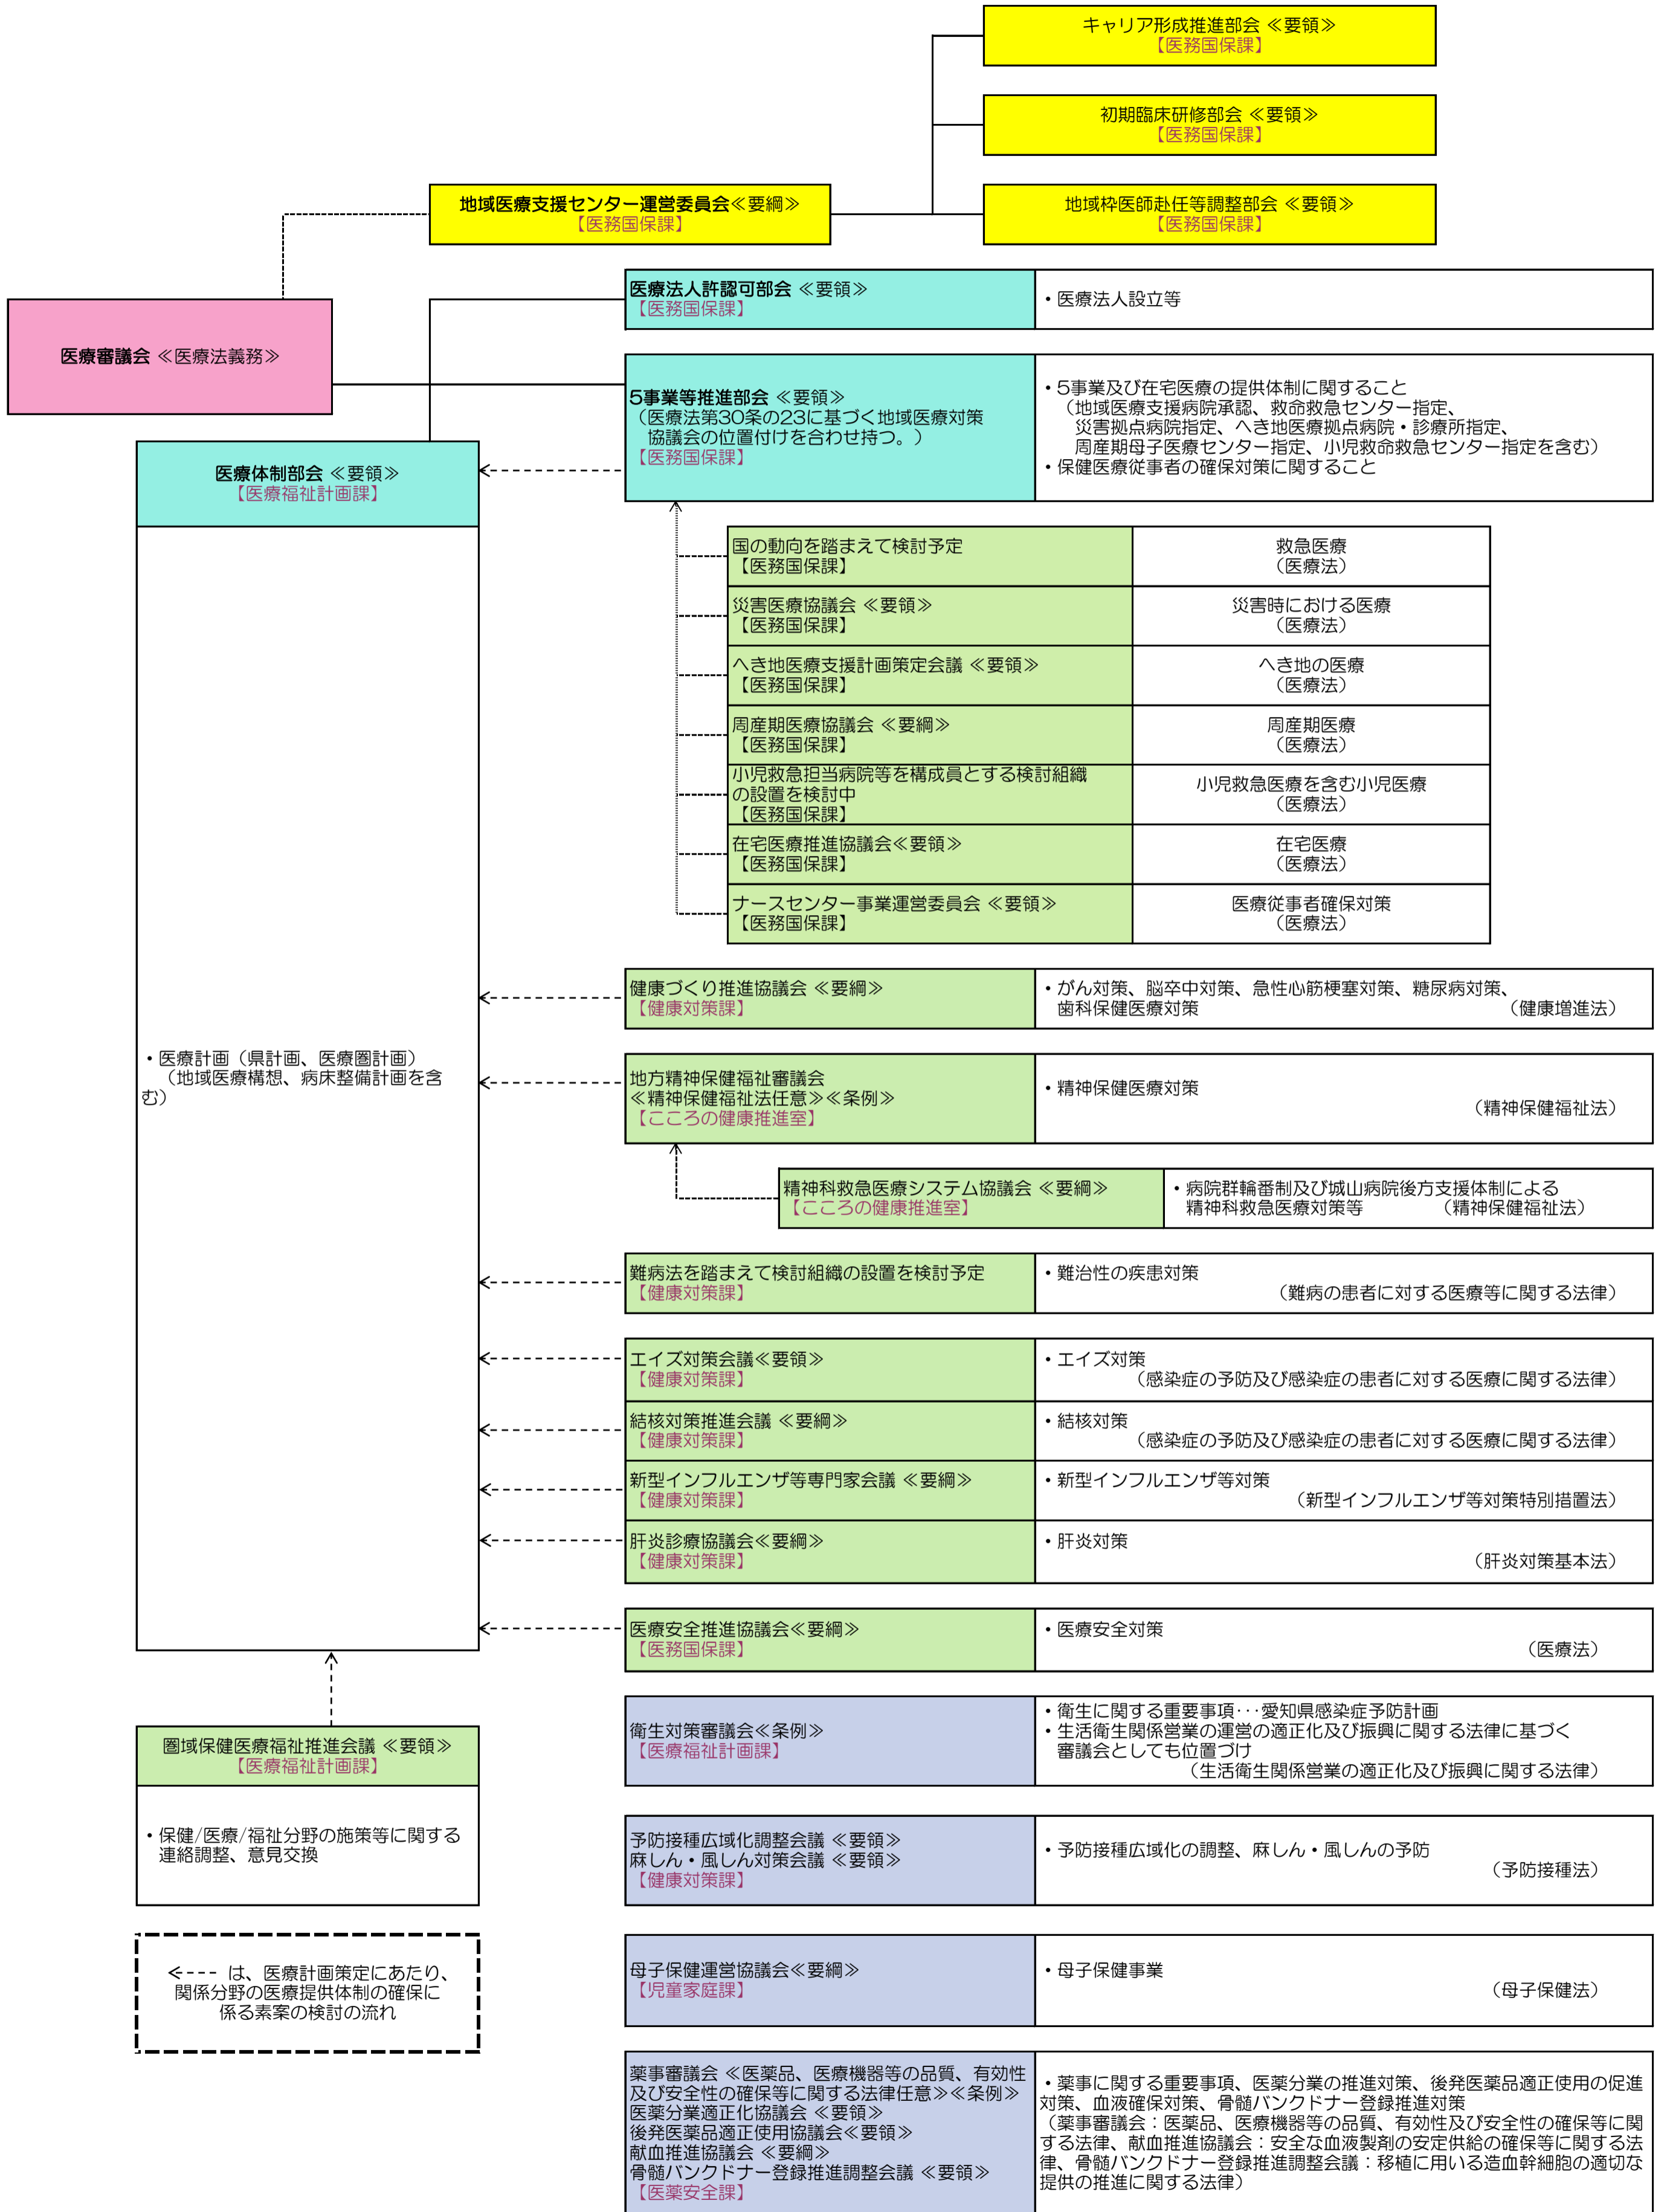 キャリア形成推進部会 ≪要領≫
【医務国保課】
初期臨床研修部会 ≪要領≫
【医務国保課】
地域医療支援センター運営委員会≪要綱≫
【医務国保課】
地域枠医師赴任等調整部会 ≪要領≫
【医務国保課】
医療法人許認可部会 ≪要領≫
【医務国保課】
・医療法人設立等
医療審議会 ≪医療法義務≫
5事業等推進部会 ≪要領≫
（医療法第30条の23に基づく地域医療対策
協議会の位置付けを合わせ持つ。）
【医務国保課】
・5事業及び在宅医療の提供体制に関すること
（地域医療支援病院承認、救命救急センター指定、
災害拠点病院指定、へき地医療拠点病院・診療所指定、
周産期母子医療センター指定、小児救命救急センター指定を含む）
・保健医療従事者の確保対策に関すること
医療体制部会 ≪要領≫
【医療福祉計画課】
国の動向を踏まえて検討予定
【医務国保課】
救急医療
（医療法）
災害医療協議会 ≪要領≫
【医務国保課】
災害時における医療
（医療法）
へき地医療支援計画策定会議 ≪要領≫
【医務国保課】
へき地の医療
（医療法）
周産期医療協議会 ≪要綱≫
【医務国保課】
周産期医療
（医療法）
小児救急担当病院等を構成員とする検討組織
の設置を検討中
【医務国保課】
小児救急医療を含む小児医療
（医療法）
在宅医療推進協議会≪要領≫
【医務国保課】
在宅医療
（医療法）
ナースセンター事業運営委員会 ≪要領≫
【医務国保課】
医療従事者確保対策
（医療法）
健康づくり推進協議会 ≪要綱≫
【健康対策課】
・がん対策、脳卒中対策、急性心筋梗塞対策、糖尿病対策、
歯科保健医療対策 （健康増進法）
・医療計画（県計画、医療圏計画）
（地域医療構想、病床整備計画を含
む）
地方精神保健福祉審議会
≪精神保健福祉法任意≫≪条例≫
【こころの健康推進室】
・精神保健医療対策
（精神保健福祉法）
精神科救急医療システム協議会 ≪要綱≫
【こころの健康推進室】
・病院群輪番制及び城山病院後方支援体制による
精神科救急医療対策等 （精神保健福祉法）
難病法を踏まえて検討組織の設置を検討予定
【健康対策課】
・難治性の疾患対策
（難病の患者に対する医療等に関する法律）
エイズ対策会議≪要領≫
【健康対策課】
・エイズ対策
（感染症の予防及び感染症の患者に対する医療に関する法律）
結核対策推進会議 ≪要綱≫
【健康対策課】
・結核対策
（感染症の予防及び感染症の患者に対する医療に関する法律）
新型インフルエンザ等専門家会議 ≪要綱≫
【健康対策課】
・新型インフルエンザ等対策
（新型インフルエンザ等対策特別措置法）
肝炎診療協議会≪要綱≫
【健康対策課】
・肝炎対策
（肝炎対策基本法）
医療安全推進協議会≪要綱≫
【医務国保課】
・医療安全対策
（医療法）
圏域保健医療福祉推進会議 ≪要領≫
【医療福祉計画課】
・保健/医療/福祉分野の施策等に関する
連絡調整、意見交換
衛生対策審議会≪条例≫
【医療福祉計画課】
・衛生に関する重要事項･･･愛知県感染症予防計画
・生活衛生関係営業の運営の適正化及び振興に関する法律に基づく
審議会としても位置づけ
（生活衛生関係営業の適正化及び振興に関する法律）
予防接種広域化調整会議 ≪要領≫
麻しん・風しん対策会議 ≪要領≫
【健康対策課】
・予防接種広域化の調整、麻しん・風しんの予防
（予防接種法）
<---- は、医療計画策定にあたり、
関係分野の医療提供体制の確保に
係る素案の検討の流れ
母子保健運営協議会≪要綱≫
【児童家庭課】
・母子保健事業
（母子保健法）
薬事審議会 ≪医薬品、医療機器等の品質、有効性
及び安全性の確保等に関する法律任意≫≪条例≫
医薬分業適正化協議会 ≪要領≫
後発医薬品適正使用協議会≪要領≫
献血推進協議会 ≪要綱≫
骨髄バンクドナー登録推進調整会議 ≪要領≫
【医薬安全課】
・薬事に関する重要事項、医薬分業の推進対策、後発医薬品適正使用の促進
対策、血液確保対策、骨髄バンクドナー登録推進対策
（薬事審議会：医薬品、医療機器等の品質、有効性及び安全性の確保等に関
する法律、献血推進協議会：安全な血液製剤の安定供給の確保等に関する法
律、骨髄バンクドナー登録推進調整会議：移植に用いる造血幹細胞の適切な
提供の推進に関する法律）